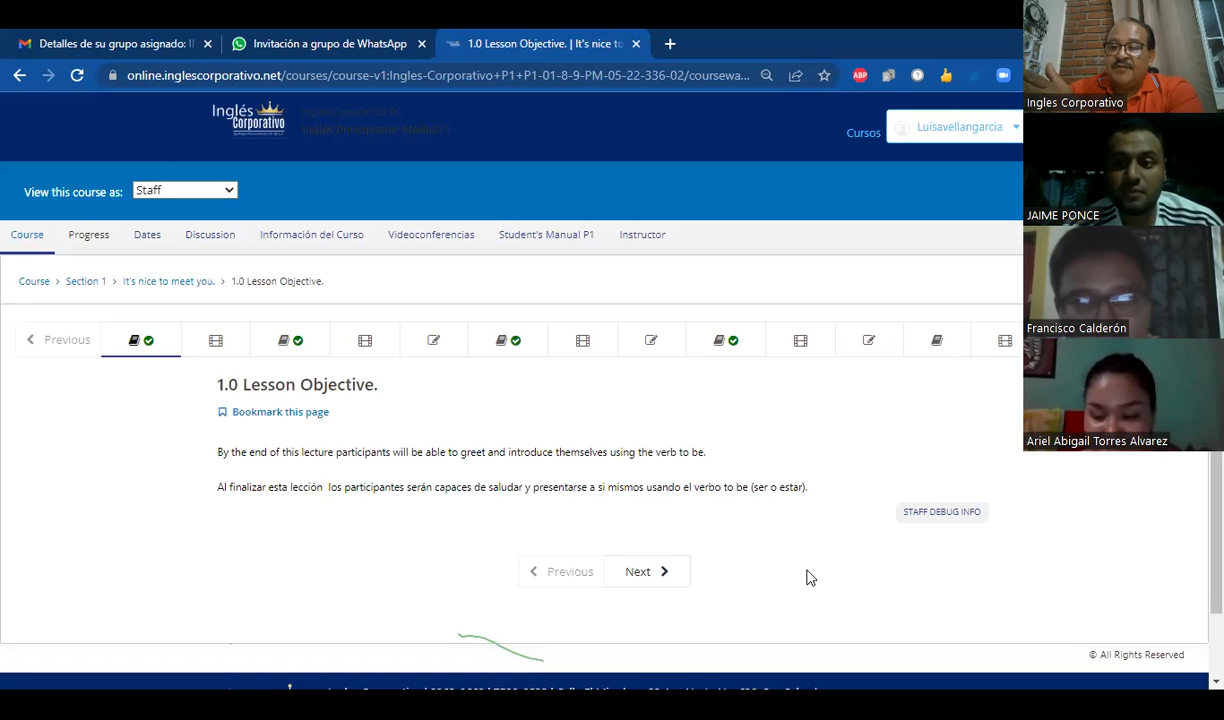 Detalles de su grupo asignado: I
Invitación a grupo de WhatsApp
1.0 Lesson Objective. | It's nice to
online.inglescorporativo.net/courses/course-v1:Ingles-Corporativo+P1+P1-01-8-9-PM-05-22-336-02/coursewa...
ABP
Inglés
Corporativo
Cursos
Luisavellangarcia
View this course as:
Staff
Course
Progress
Dates
Discussion
Información del Curso
Videoconferencias
Student's Manual P1
Instructor
Course > Section 1 > It's nice to meet you. > 1.0 Lesson Objective.
Previous
1.0 Lesson Objective.
Bookmark this page
By the end of this lecture participants will be able to greet and introduce themselves using the verb to be.
Al finalizar esta lección los participantes serán capaces de saludar y presentarse a si mismos usando el verbo to be (ser o estar).
STAFF DEBUG INFO
Previous
Next
© All Rights Reserved
Ingles Corporativo
JAIME PONCE
Francisco Calderón
Ariel Abigail Torres Alvarez